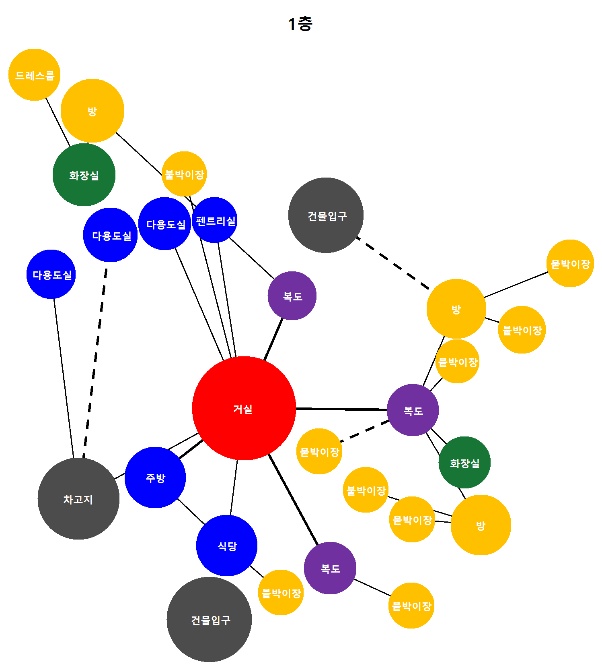 1층
드레스룸
방
화장실
붙박이장
다용도실
펜트리실
다용도실
다용도실
건물입구
복도
붙박이장
방
붙박이장
붙박이장
거실
복도
붙박이장
화장실
주방
차고지
붙박이장
붙박이장
방
식당
복도
붙박이장
붙박이장
건물입구